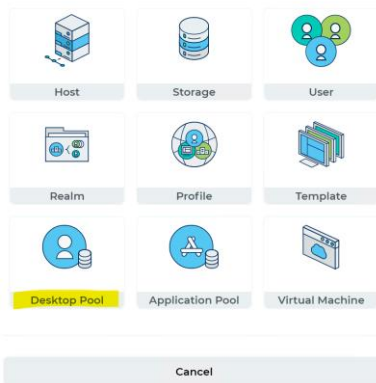 Host
Storage
User
Realm
Profile
Template
Desktop Pool
Application Pool
Virtual Machine
Cancel